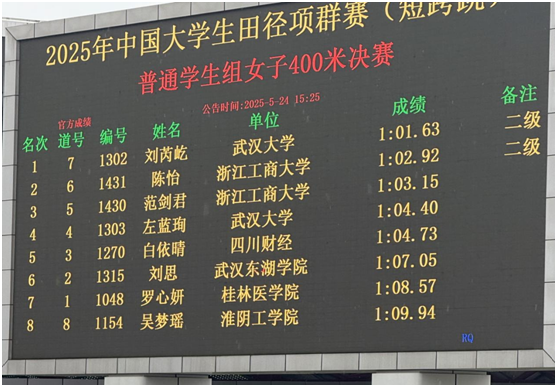 2025年中国大学生田径项群赛（短跨跳）
普通学生组女子400米决赛
公告时间:2025-5-24 15:25
官方成绩
名次 道号 编号 姓名 单位 成绩 备注
1 7 1302 刘芮屹 武汉大学 1:01.63 二级
2 6 1431 陈怡 浙江工商大学 1:02.92 二级
3 5 1430 范剑君 浙江工商大学 1:03.15
4 4 1303 左蓝珣 武汉大学 1:04.40
5 3 1270 白依晴 四川财经 1:04.73
6 2 1315 刘思 武汉东湖学院 1:07.05
7 1 1048 罗心妍 桂林医学院 1:08.57
8 8 1154 吴梦瑶 淮阴工学院 1:09.94
RQ